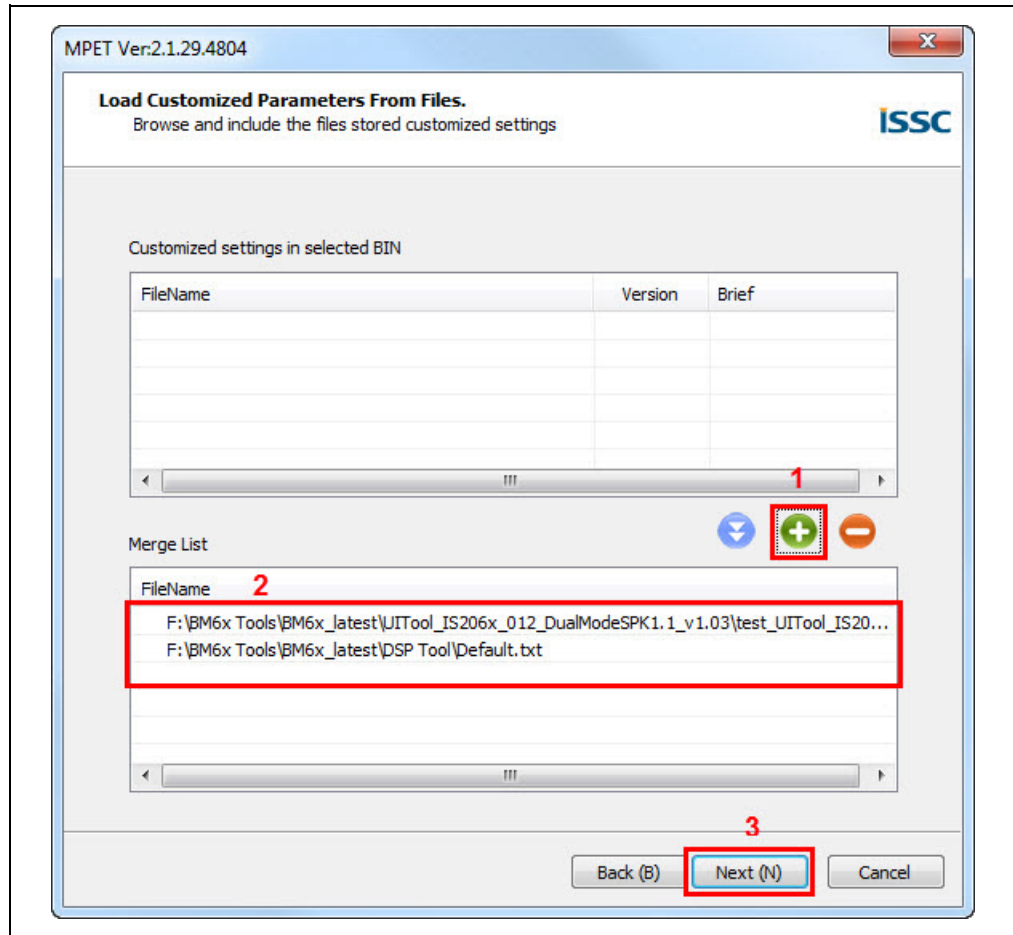 MPET Ver:2.1.29.4804
Load Customized Parameters From Files.
Browse and include the files stored customized settings
ISSC
Customized settings in selected BIN
FileName Version Brief
1
Merge List
FileName 2
F:\BM6x Tools\BM6x_latest\UITool_IS206x_012_DualModeSPK1.1_v1.03\test_UITool_IS20...
F:\BM6x Tools\BM6x_latest\DSP Tool\Default.txt
3
Back (B) Next (N) Cancel